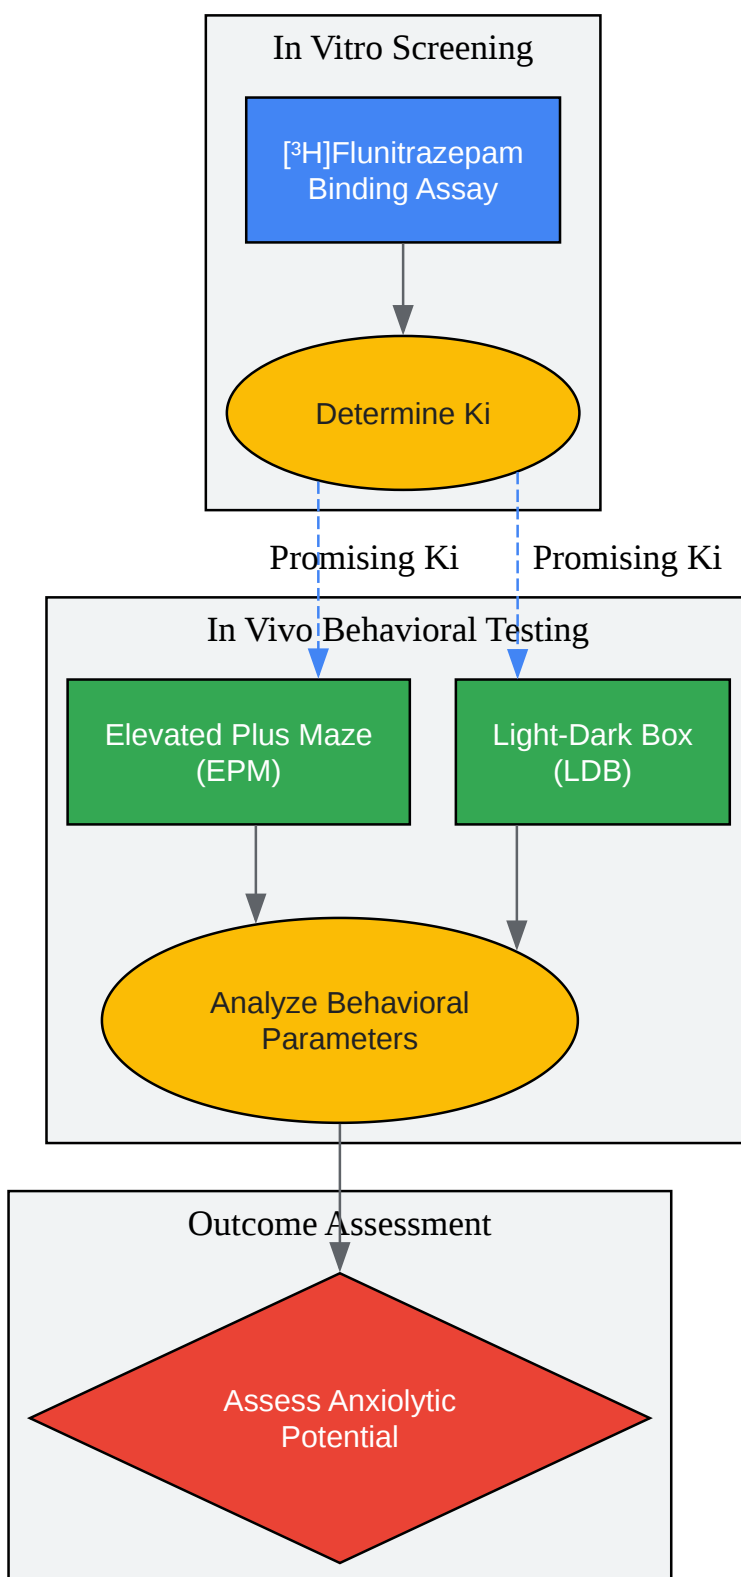 In Vitro Screening
[³H]Flunitrazepam
Binding Assay
Determine Ki
Promising Ki
Promising Ki
In Vivo Behavioral Testing
Elevated Plus Maze
(EPM)
Light-Dark Box
(LDB)
Analyze Behavioral
Parameters
Outcome Assessment
Assess Anxiolytic
Potential